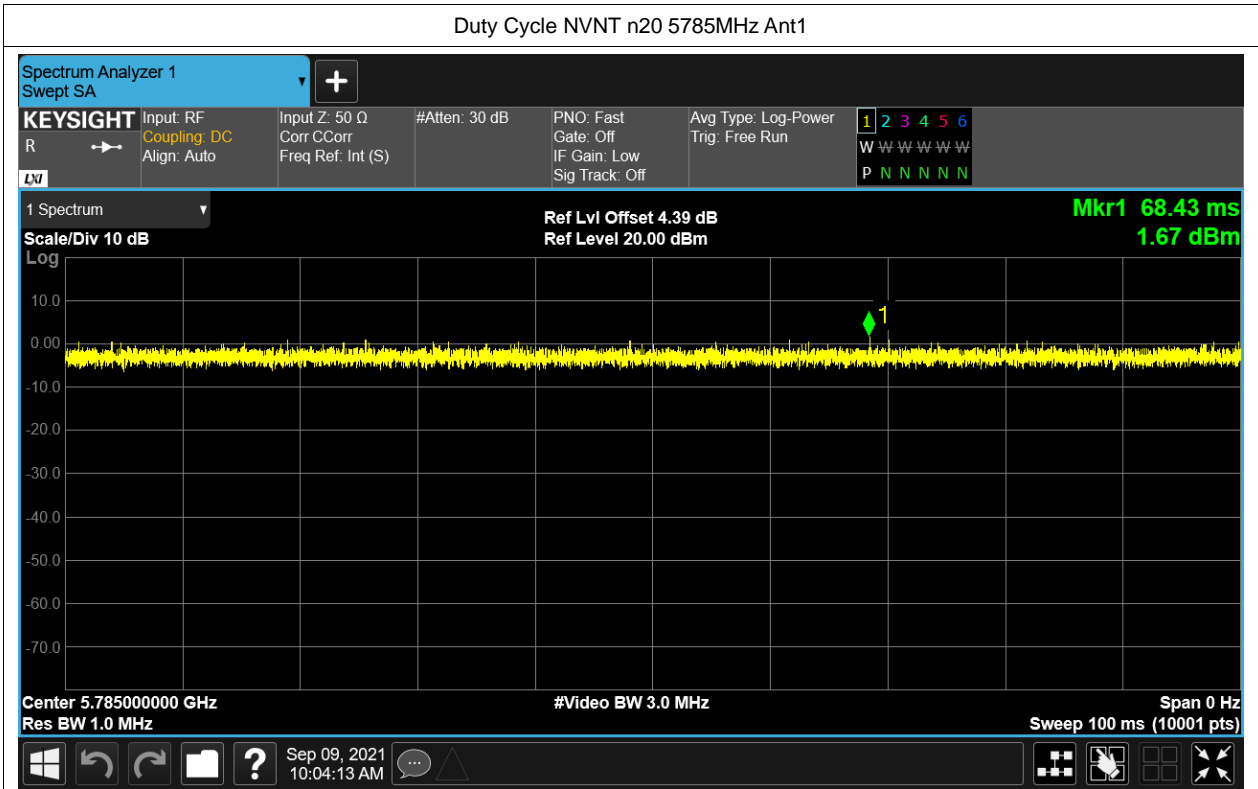 Duty Cycle NVNT n20 5785MHz Ant1
Spectrum Analyzer 1
Swept SA
KEYSIGHT
R
LXI
Input: RF
Coupling: DC
Align: Auto
Input Z: 50 Ω
Corr CCorr
Freq Ref: Int (S)
#Atten: 30 dB
PNO: Fast
Gate: Off
IF Gain: Low
Sig Track: Off
Avg Type: Log-Power
Trig: Free Run
1 2 3 4 5 6
W W W W W W
P N N N N N
1 Spectrum
Scale/Div 10 dB
Ref Lvl Offset 4.39 dB
Ref Level 20.00 dBm
Mkr1 68.43 ms
1.67 dBm
Log
10.0
0.00
-10.0
-20.0
-30.0
-40.0
-50.0
-60.0
-70.0
1
Center 5.785000000 GHz
Res BW 1.0 MHz
#Video BW 3.0 MHz
Span 0 Hz
Sweep 100 ms (10001 pts)
?
Sep 09, 2021
10:04:13 AM